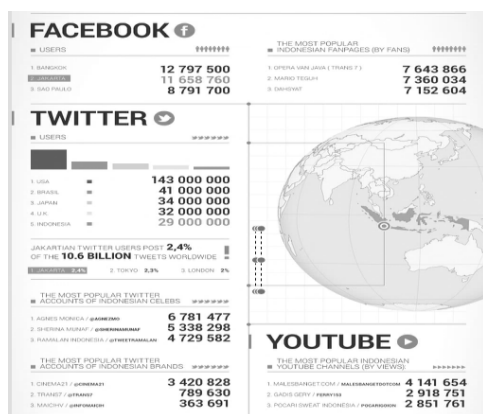 FACEBOOK
USERS
1. BANGKOK 12 797 500
2. JAKARTA 11 658 760
3. SAO PAULO 8 791 700
THE MOST POPULAR
INDONESIAN FANPAGES (BY FANS)
1. OPERA VAN JAVA ( TRANS 7 ) 7 643 866
2. MARIO TEGUH 7 360 034
3. DAHSYAT 7 152 604
TWITTER
USERS
1. USA 143 000 000
2. BRASIL 41 000 000
3. JAPAN 34 000 000
4. U.K. 32 000 000
5. INDONESIA 29 000 000
JAKARTIAN TWITTER USERS POST 2,4%
OF THE 10.6 BILLION TWEETS WORLDWIDE
1. JAKARTA 2,4% 2. TOKYO 2,3% 3. LONDON 2%
THE MOST POPULAR TWITTER
ACCOUNTS OF INDONESIAN CELEBS
1. AGNES MONICA / @AGNEZMO 6 781 477
2. SHERINA MUNAF / @SHERINAMUNAF 5 338 298
3. RAMALAN INDONESIA / @TWEETRAMALAN 4 729 582
THE MOST POPULAR TWITTER
ACCOUNTS OF INDONESIAN BRANDS
1. CINEMA21 / @CINEMA21 3 420 828
2. TRANS7 / @TRANS7 789 630
3. MAICIHV / @INFOMAICIH 363 691
YOUTUBE
THE MOST POPULAR INDONESIAN
YOUTUBE CHANNELS (BY VIEWS)
1. MALESBANGET.COM / MALESBANGETDOTCOM 4 141 654
2. GADIS GERY / FERRY193 2 918 751
3. POCARI SWEAT INDONESIA / POCARIGSION 2 851 761